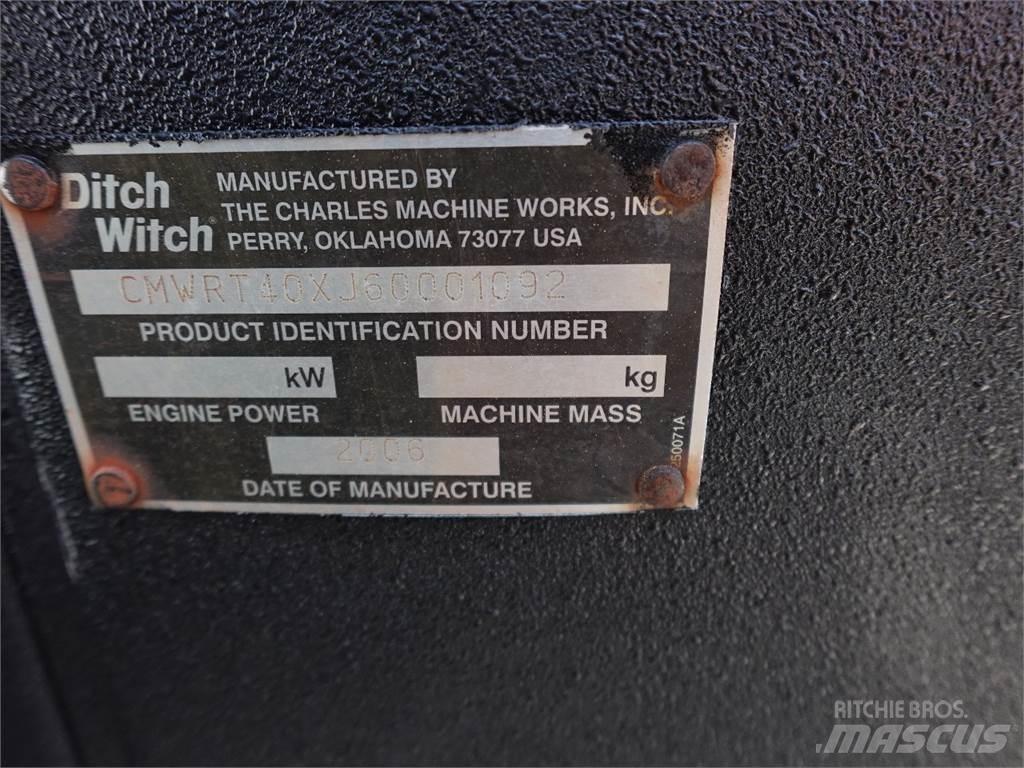 Ditch Witch
MANUFACTURED BY
THE CHARLES MACHINE WORKS, INC.
PERRY, OKLAHOMA 73077 USA
CMWRT40XJ60001092
PRODUCT IDENTIFICATION NUMBER
kW
kg
ENGINE POWER
MACHINE MASS
2006
DATE OF MANUFACTURE
250071A
RITCHIE BROS.
MASCUS